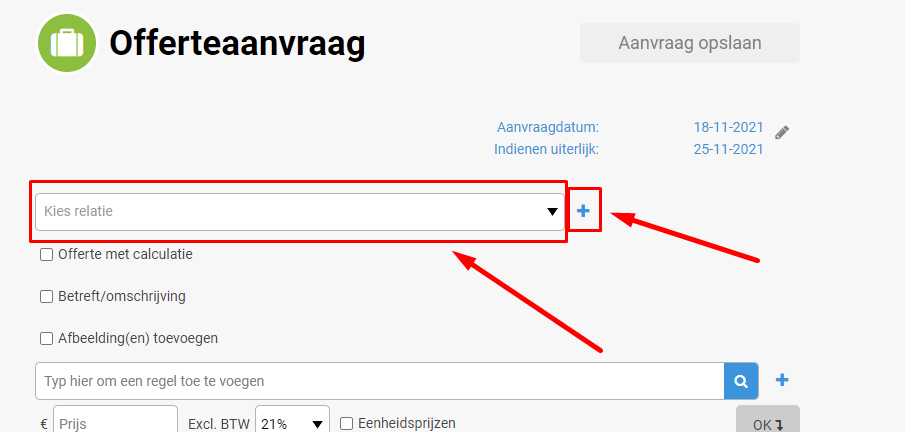 Offerteaanvraag
Aanvraag opslaan
Aanvraagdatum: 18-11-2021
Indienen uiterlijk: 25-11-2021
Kies relatie
Offerte met calculatie
Betreft/omschrijving
Afbeelding(en) toevoegen
Typ hier om een regel toe te voegen
€ Prijs Excl. BTW 21% Eenheidsprijzen OK